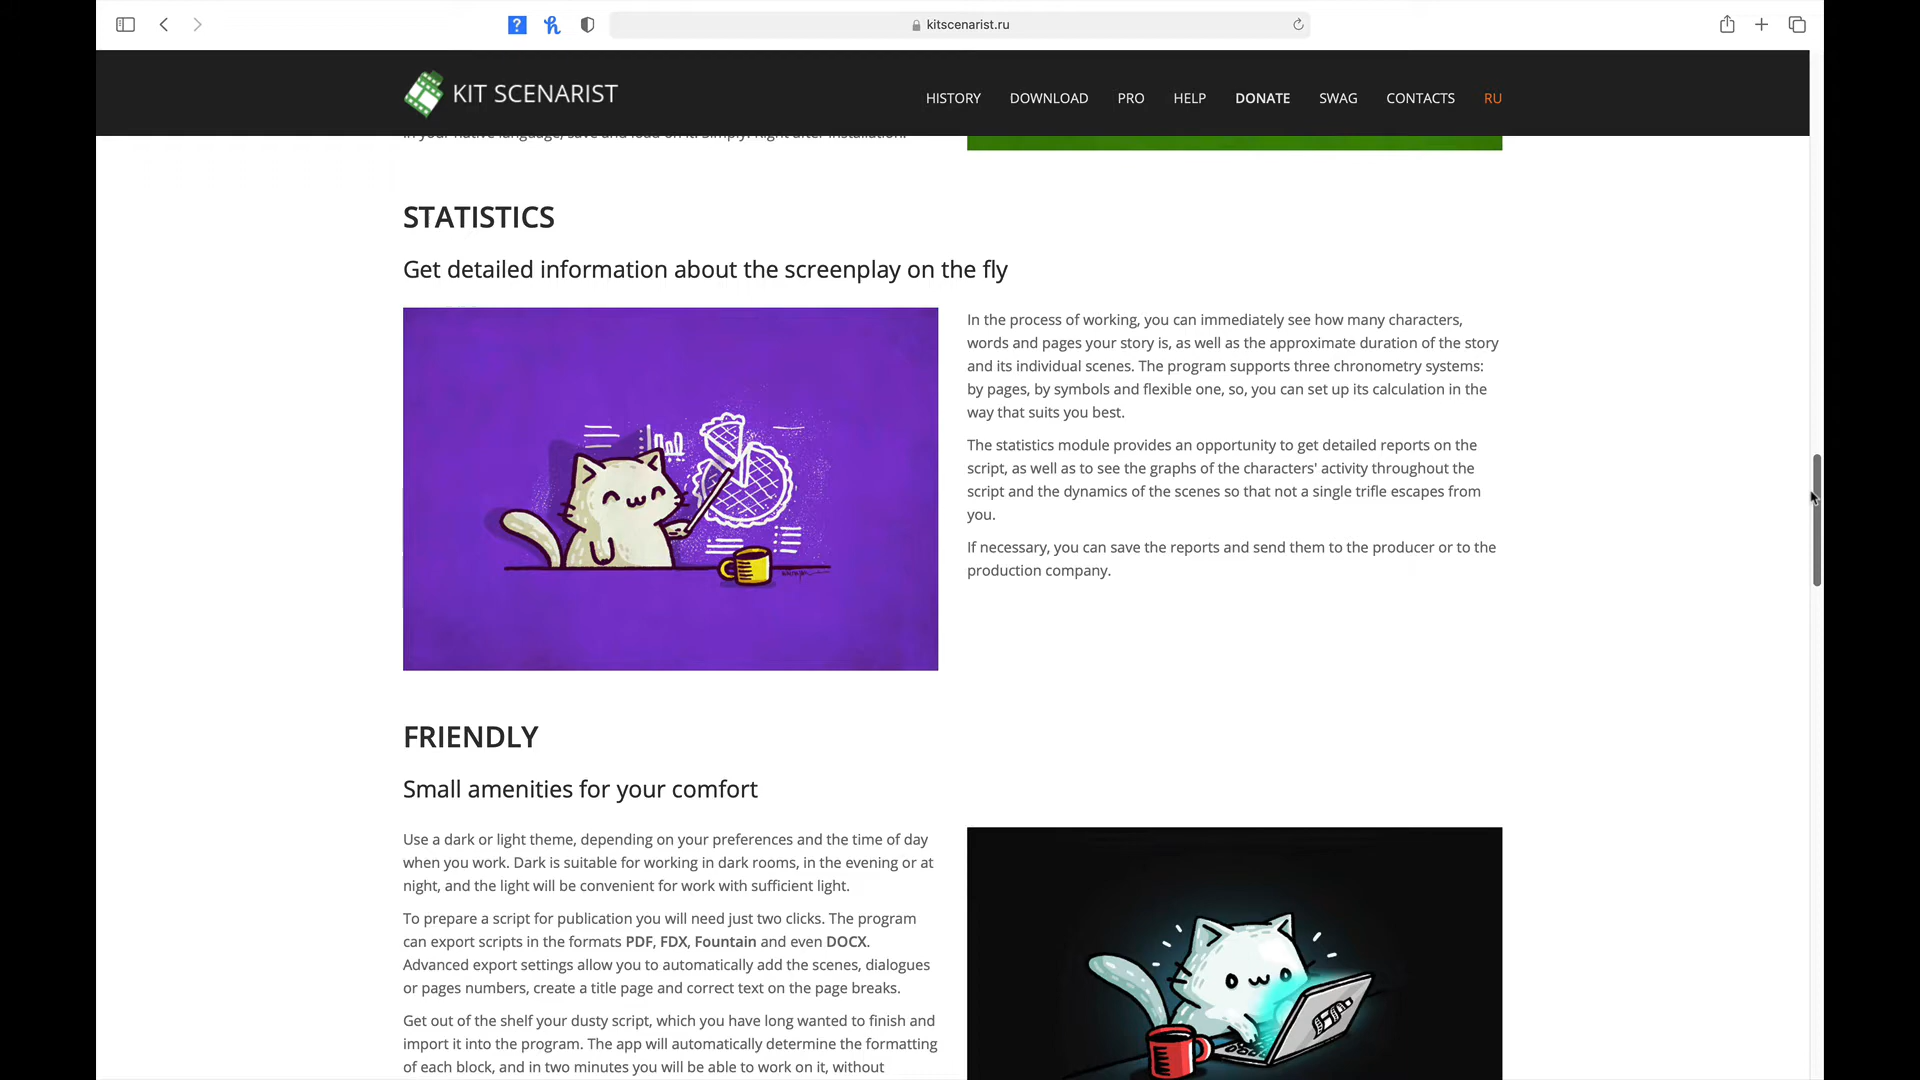 kitscenarist.ru
KIT SCENARIST
HISTORY DOWNLOAD PRO HELP DONATE SWAG CONTACTS RU
in your native language, save and load on it. Simply. Right after installation.
STATISTICS
Get detailed information about the screenplay on the fly
In the process of working, you can immediately see how many characters,
words and pages your story is, as well as the approximate duration of the story
and its individual scenes. The program supports three chronometry systems:
by pages, by symbols and flexible one, so, you can set up its calculation in the
way that suits you best.
The statistics module provides an opportunity to get detailed reports on the
script, as well as to see the graphs of the characters' activity throughout the
script and the dynamics of the scenes so that not a single trifle escapes from
you.
If necessary, you can save the reports and send them to the producer or to the
production company.
FRIENDLY
Small amenities for your comfort
Use a dark or light theme, depending on your preferences and the time of day
when you work. Dark is suitable for working in dark rooms, in the evening or at
night, and the light will be convenient for work with sufficient light.
To prepare a script for publication you will need just two clicks. The program
can export scripts in the formats PDF, FDX, Fountain and even DOCX.
Advanced export settings allow you to automatically add the scenes, dialogues
or pages numbers, create a title page and correct text on the page breaks.
Get out of the shelf your dusty script, which you have long wanted to finish and
import it into the program. The app will automatically determine the formatting
of each block, and in two minutes you will be able to work on it, without